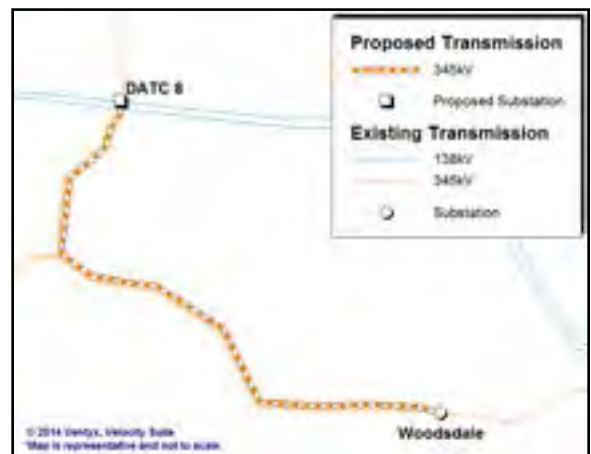 DATC 8
Proposed Transmission
345kV
Proposed Substation
Existing Transmission
138kV
345kV
Substation
Woodsdale
© 2014 Ventyx, Velocity Suite
*Map is representative and not to scale.